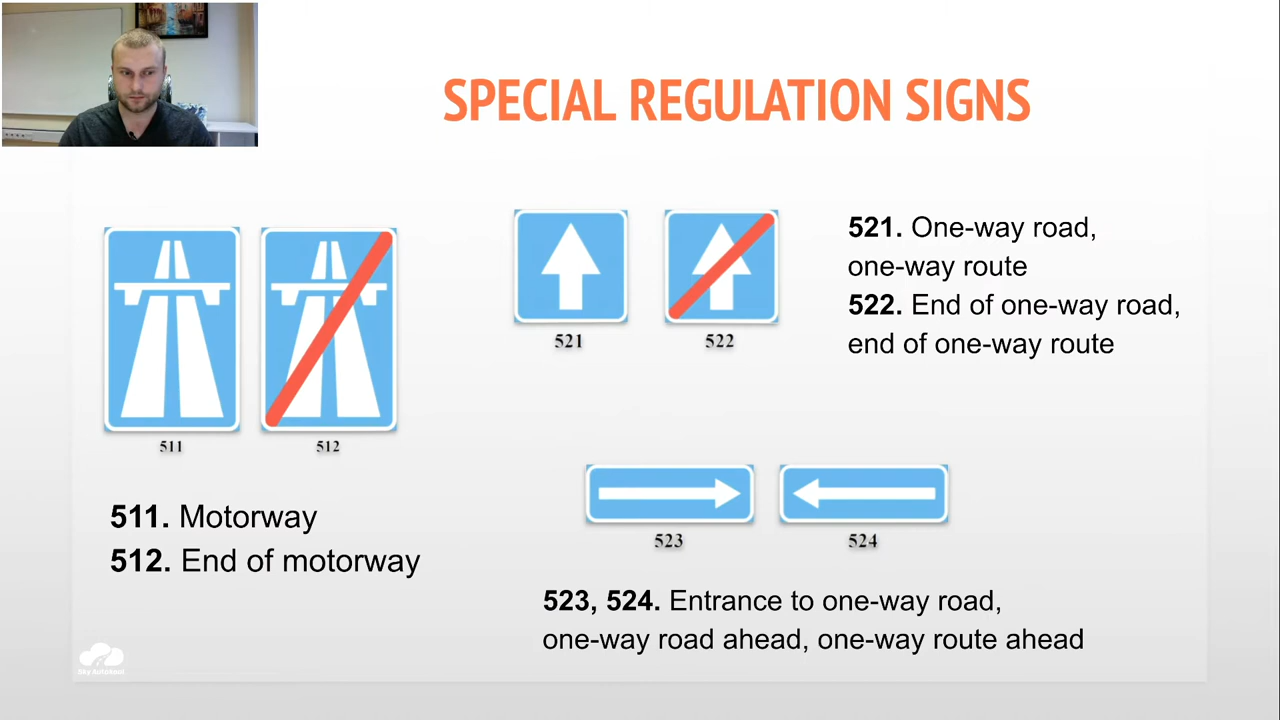 SPECIAL REGULATION SIGNS
521
522
521. One-way road,
one-way route
522. End of one-way road,
end of one-way route
511
512
511. Motorway
512. End of motorway
523
524
523, 524. Entrance to one-way road,
one-way road ahead, one-way route ahead